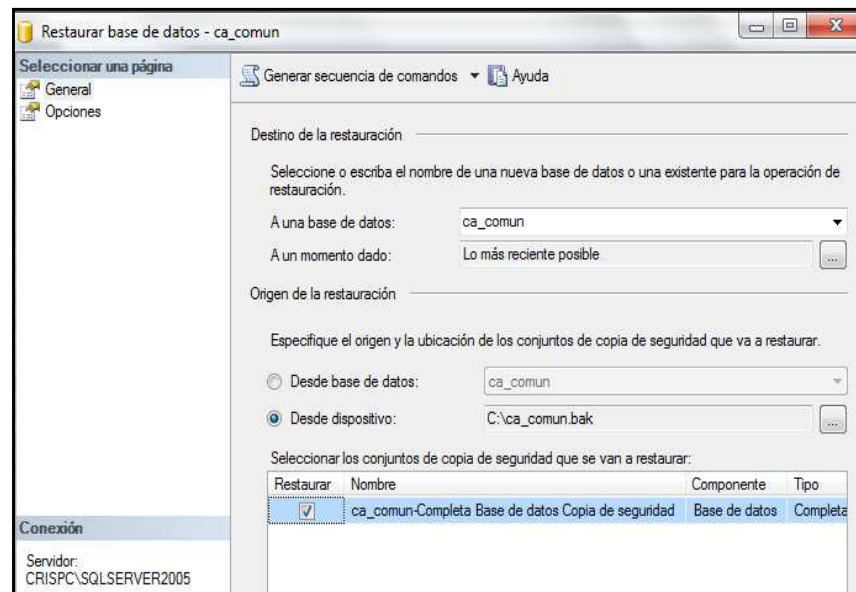 Restaurar base de datos - ca_comun
Seleccionar una página
General
Opciones
Generar secuencia de comandos
Ayuda
Destino de la restauración
Seleccione o escriba el nombre de una nueva base de datos o una existente para la operación de
restauración.
A una base de datos: ca_comun
A un momento dado: Lo más reciente posible
...
Origen de la restauración
Especifique el origen y la ubicación de los conjuntos de copia de seguridad que va a restaurar.
Desde base de datos: ca_comun
Desde dispositivo: C:\ca_comun.bak
...
Seleccionar los conjuntos de copia de seguridad que se van a restaurar:
Restaurar Nombre Componente Tipo
ca_comun-Completa Base de datos Copia de seguridad Base de datos Completa
Conexión
Servidor:
CRISPC\SQLSERVER2005